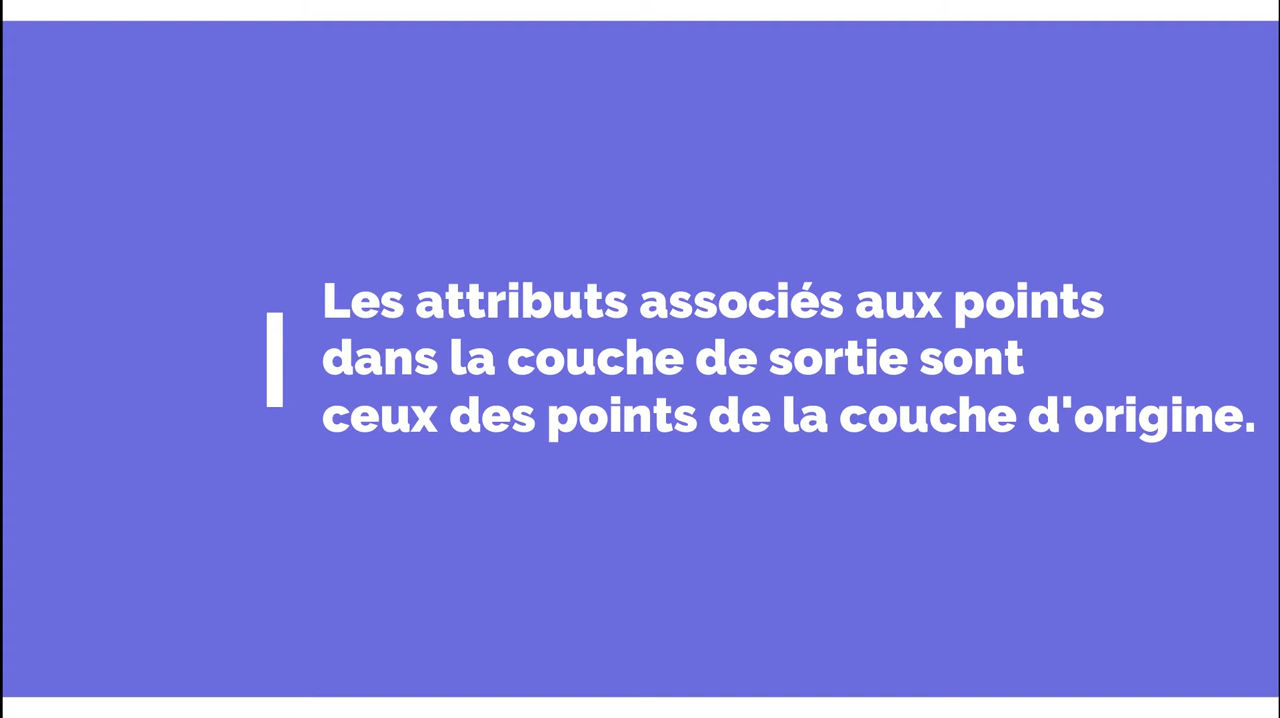 Les attributs associés aux points
dans la couche de sortie sont
ceux des points de la couche d'origine.